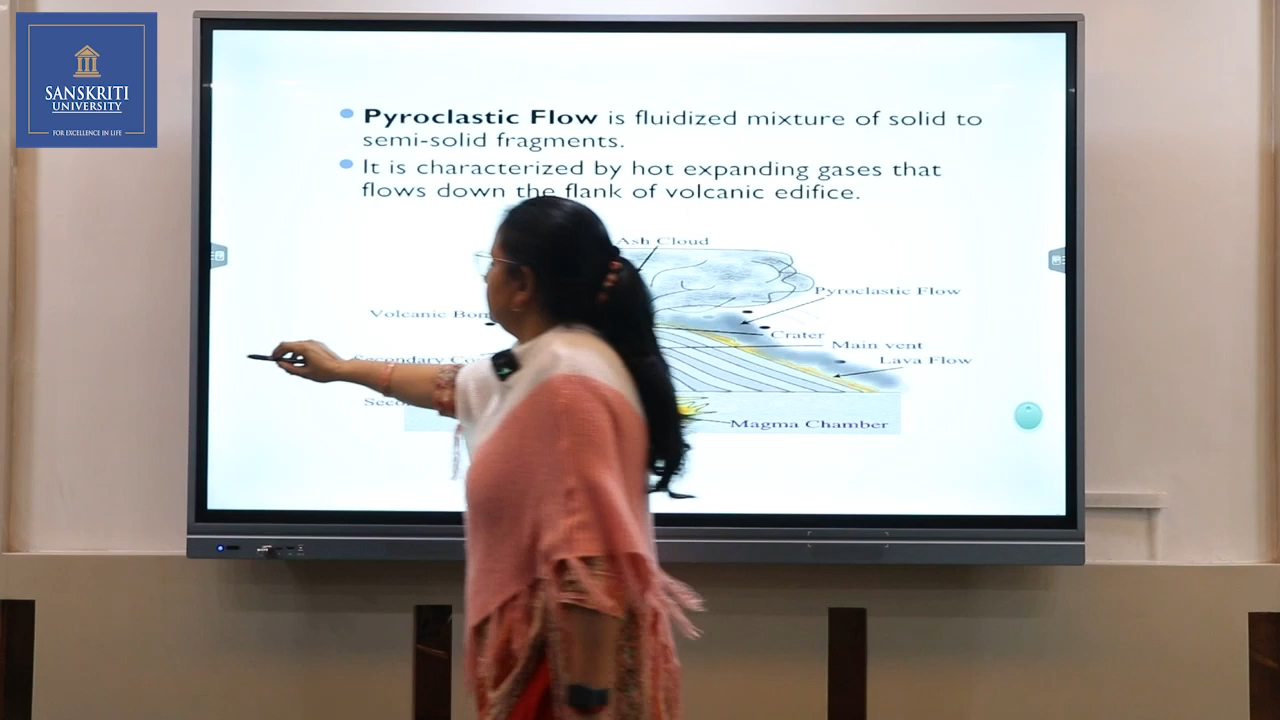 SANSKRITI
UNIVERSITY
FOR EXCELLENCE IN LIFE
Pyroclastic Flow is fluidized mixture of solid to
semi-solid fragments.
It is characterized by hot expanding gases that
flows down the flank of volcanic edifice.
Ash Cloud
Pyroclastic Flow
Volcanic
Crater
Main vent
Secondary
Lava Flow
Magma Chamber